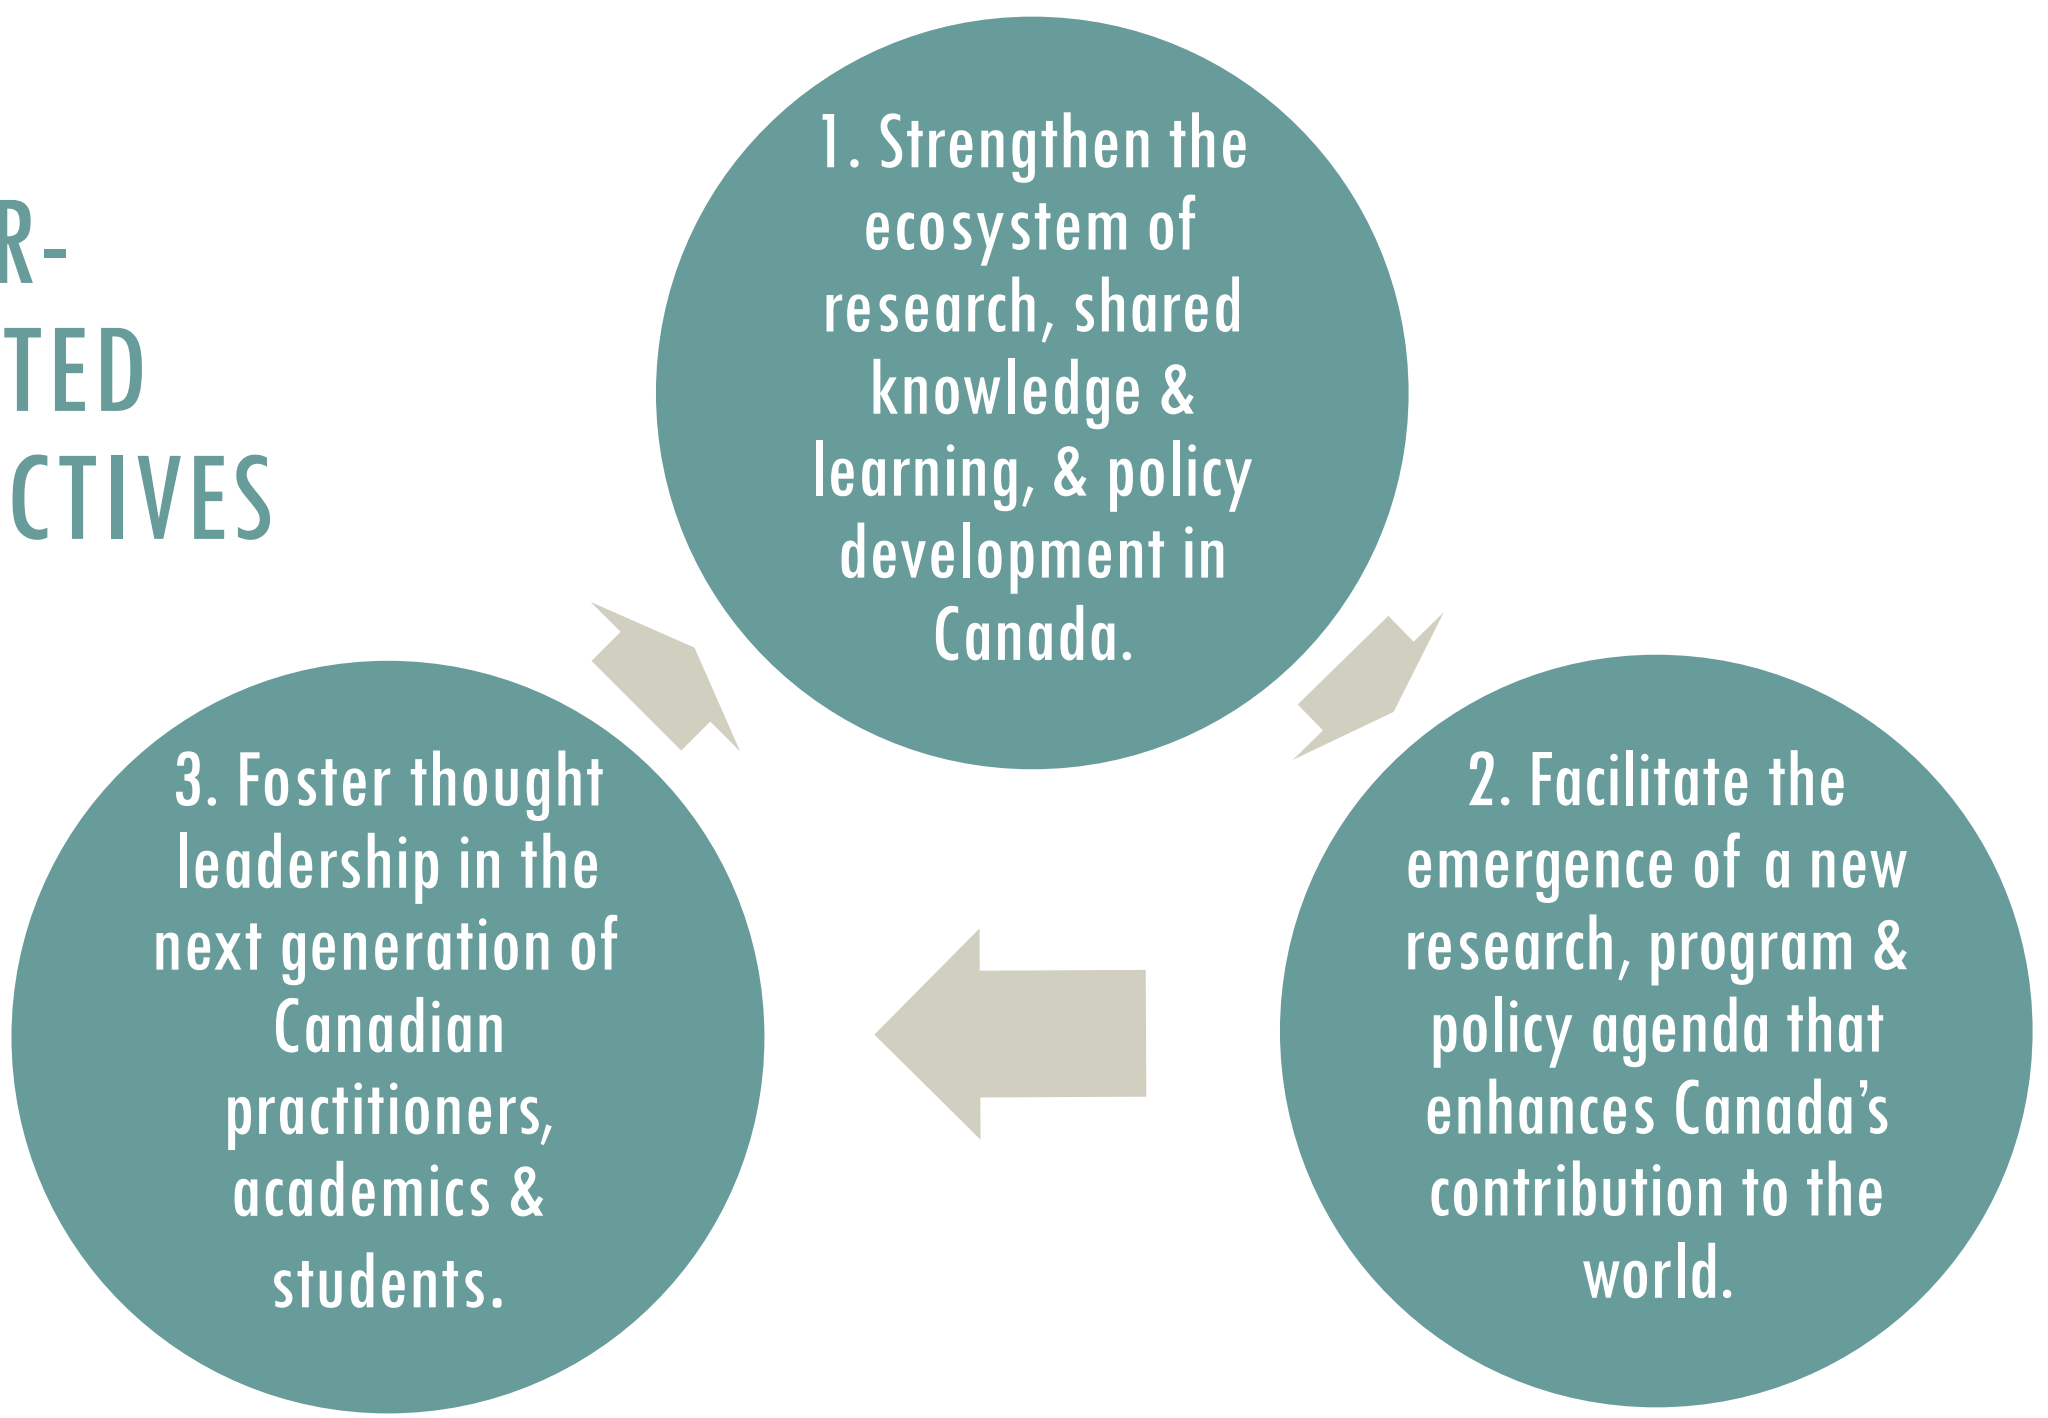 R-
TED
CTIVES
1. Strengthen the
ecosystem of
research, shared
knowledge &
learning, & policy
development in
Canada.
2. Facilitate the
emergence of a new
research, program &
policy agenda that
enhances Canada’s
contribution to the
world.
3. Foster thought
leadership in the
next generation of
Canadian
practitioners,
academics &
students.